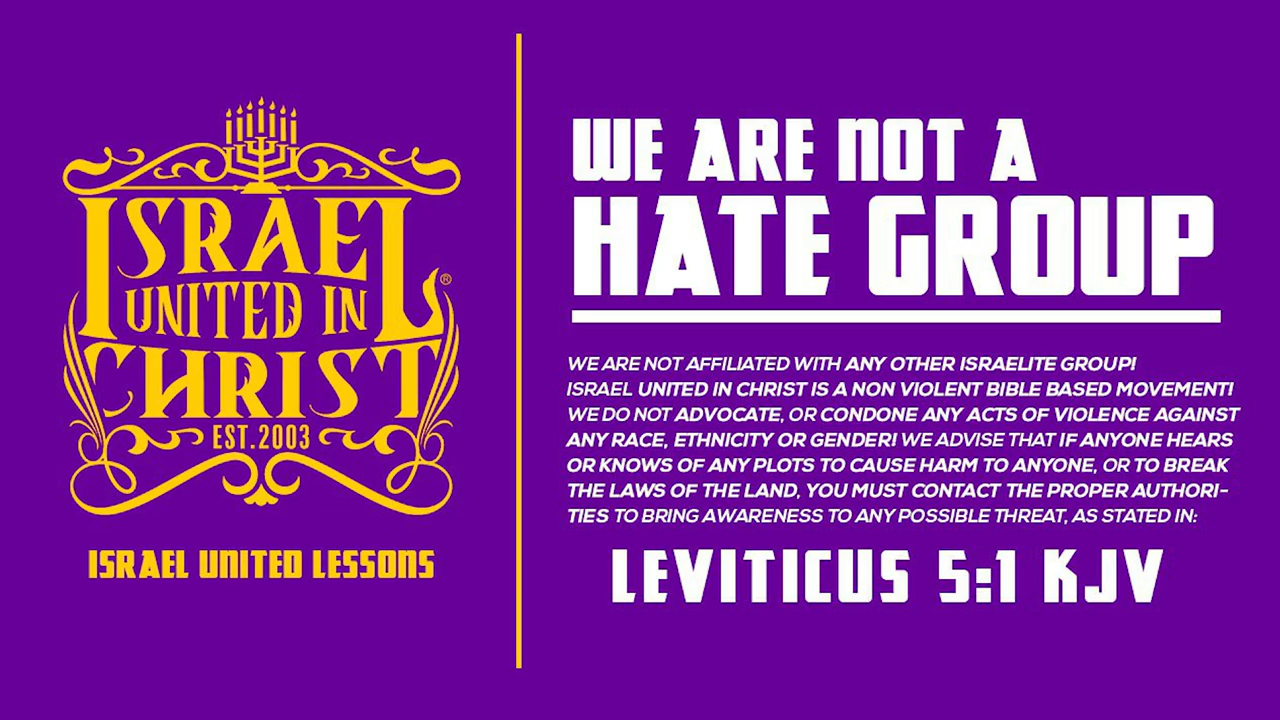 ISRAEL
UNITED IN
CHRIST
®
EST. 2003
ISRAEL UNITED LESSONS
WE ARE NOT A
HATE GROUP
WE ARE NOT AFFILIATED WITH ANY OTHER ISRAELITE GROUP!
ISRAEL UNITED IN CHRIST IS A NON VIOLENT BIBLE BASED MOVEMENT!
WE DO NOT ADVOCATE, OR CONDONE ANY ACTS OF VIOLENCE AGAINST
ANY RACE, ETHNICITY OR GENDER! WE ADVISE THAT IF ANYONE HEARS
OR KNOWS OF ANY PLOTS TO CAUSE HARM TO ANYONE, OR TO BREAK
THE LAWS OF THE LAND, YOU MUST CONTACT THE PROPER AUTHORI-
TIES TO BRING AWARENESS TO ANY POSSIBLE THREAT, AS STATED IN:
LEVITICUS 5:1 KJV